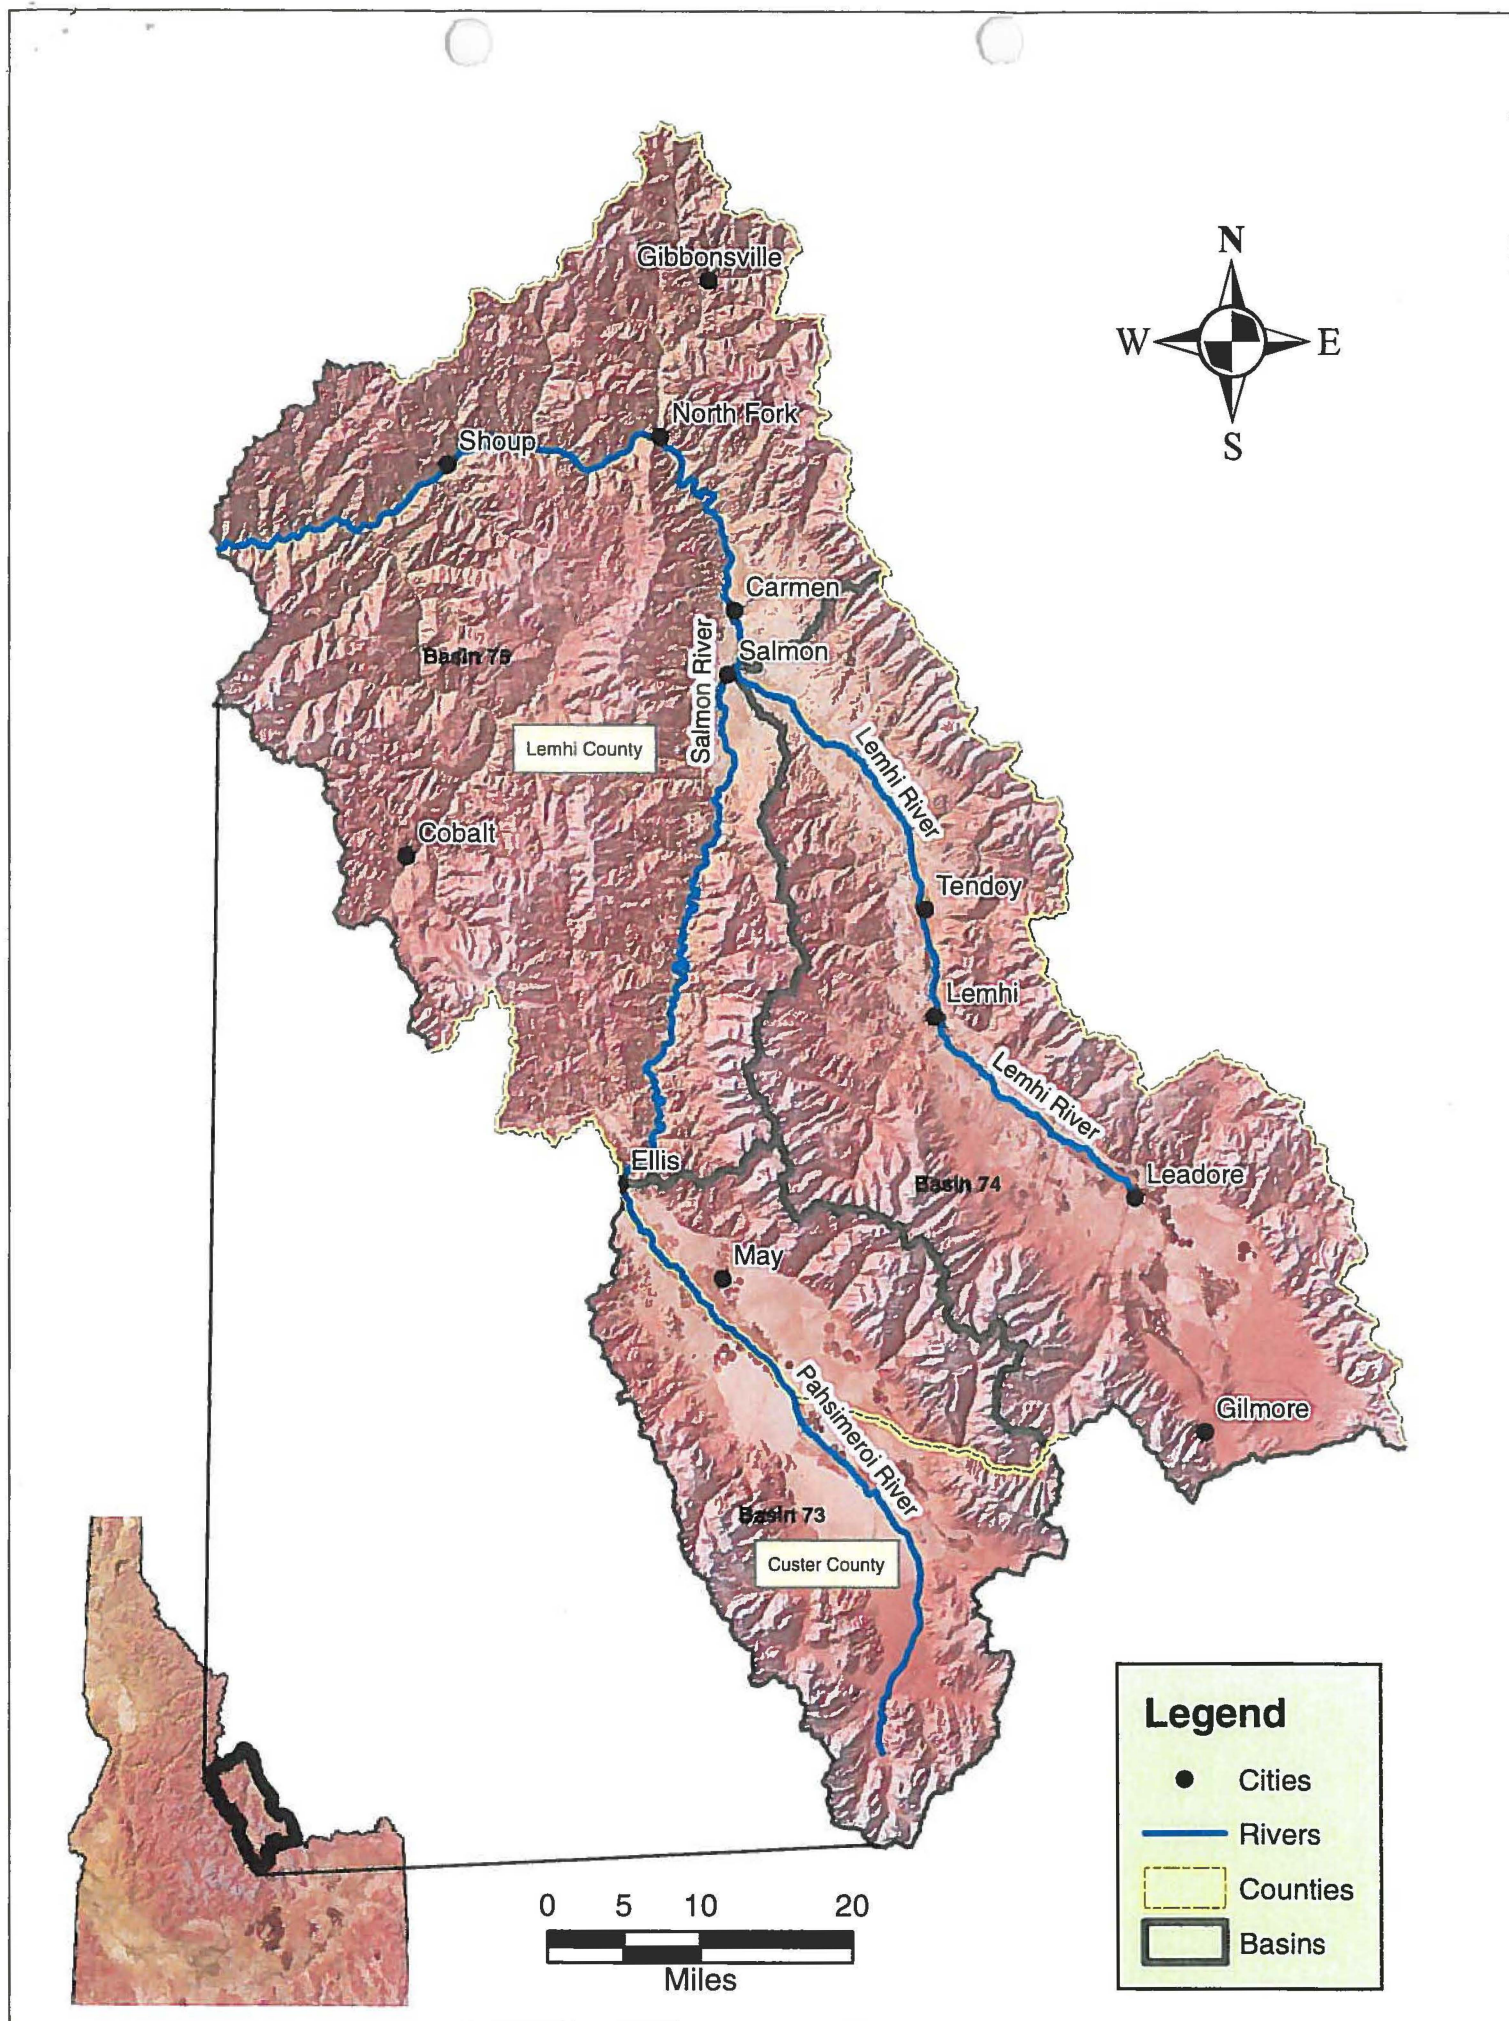 N
W E
S
Gibbonsville
North Fork
Shoup
Carmen
Salmon
Salmon River
Basin 75
Lemhi County
Lemhi River
Cobalt
Tendoy
Lemhi
Lemhi River
Ellis
Leadore
Basin 74
May
Pahsimeroi River
Gilmore
Basin 73
Custer County
Legend
Cities
Rivers
Counties
Basins
0 5 10 20
Miles